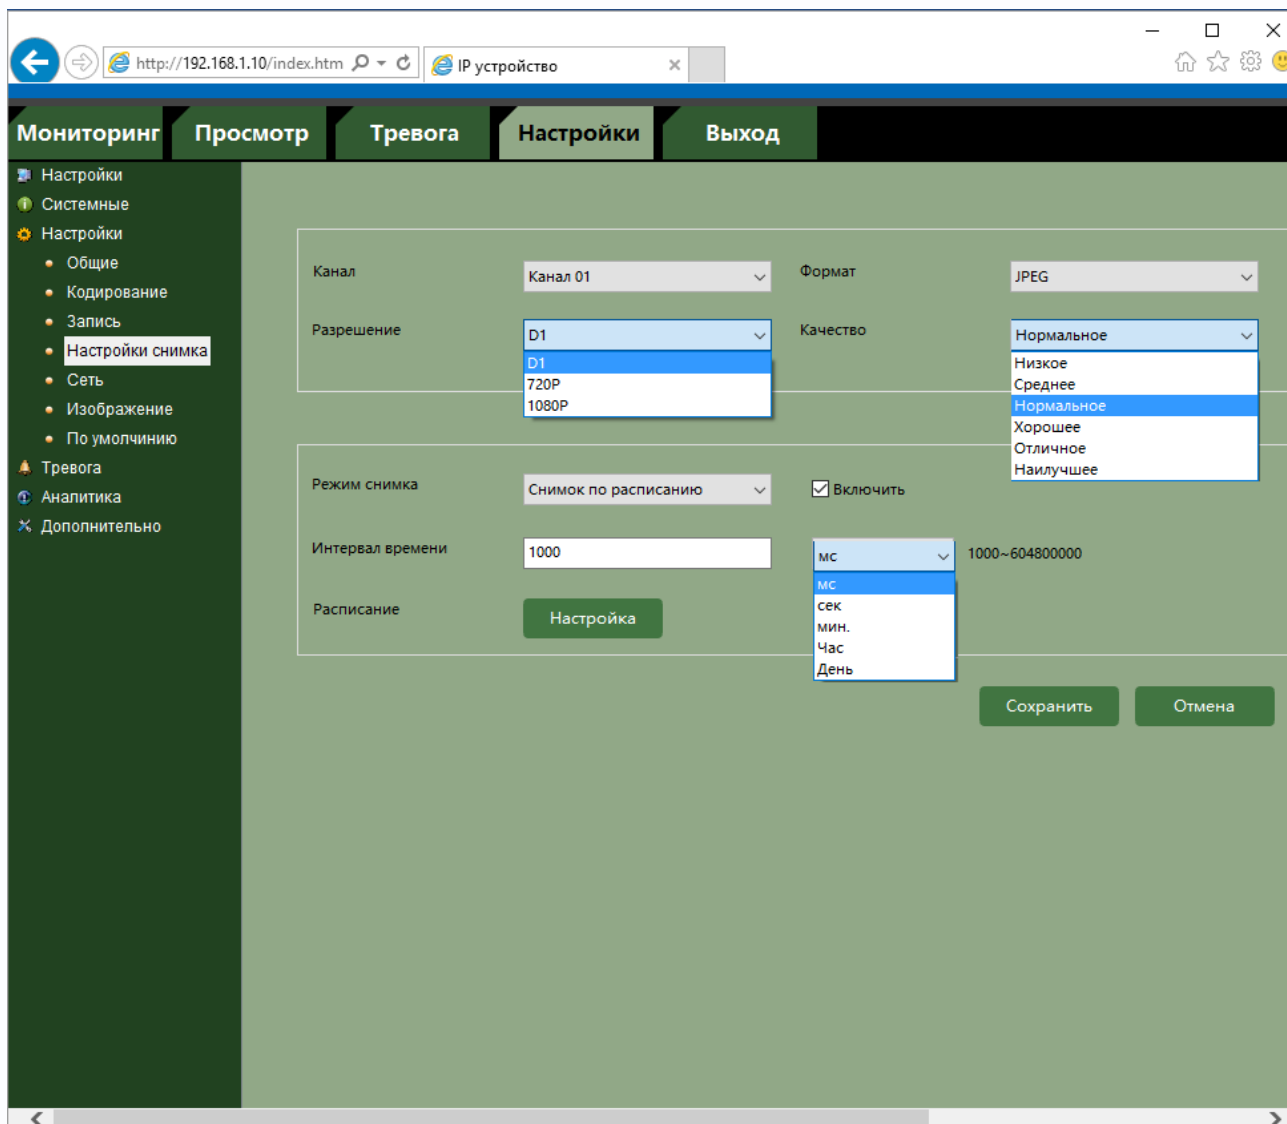 http://192.168.1.10/index.htm
IP устройство
Мониторинг Просмотр Тревога Настройки Выход
Настройки
Системные
Настройки
Общие
Кодирование
Запись
Настройки снимка
Сеть
Изображение
По умолчинию
Тревога
Аналитика
Дополнительно
Канал Канал 01 Формат JPEG
Разрешение D1 Качество Нормальное
D1
720P
1080P
Низкое
Среднее
Нормальное
Хорошее
Отличное
Наилучшее
Режим снимка Снимок по расписанию Включить
Интервал времени 1000 мс 1000~604800000
мс
сек
мин.
Час
День
Расписание Настройка
Сохранить Отмена